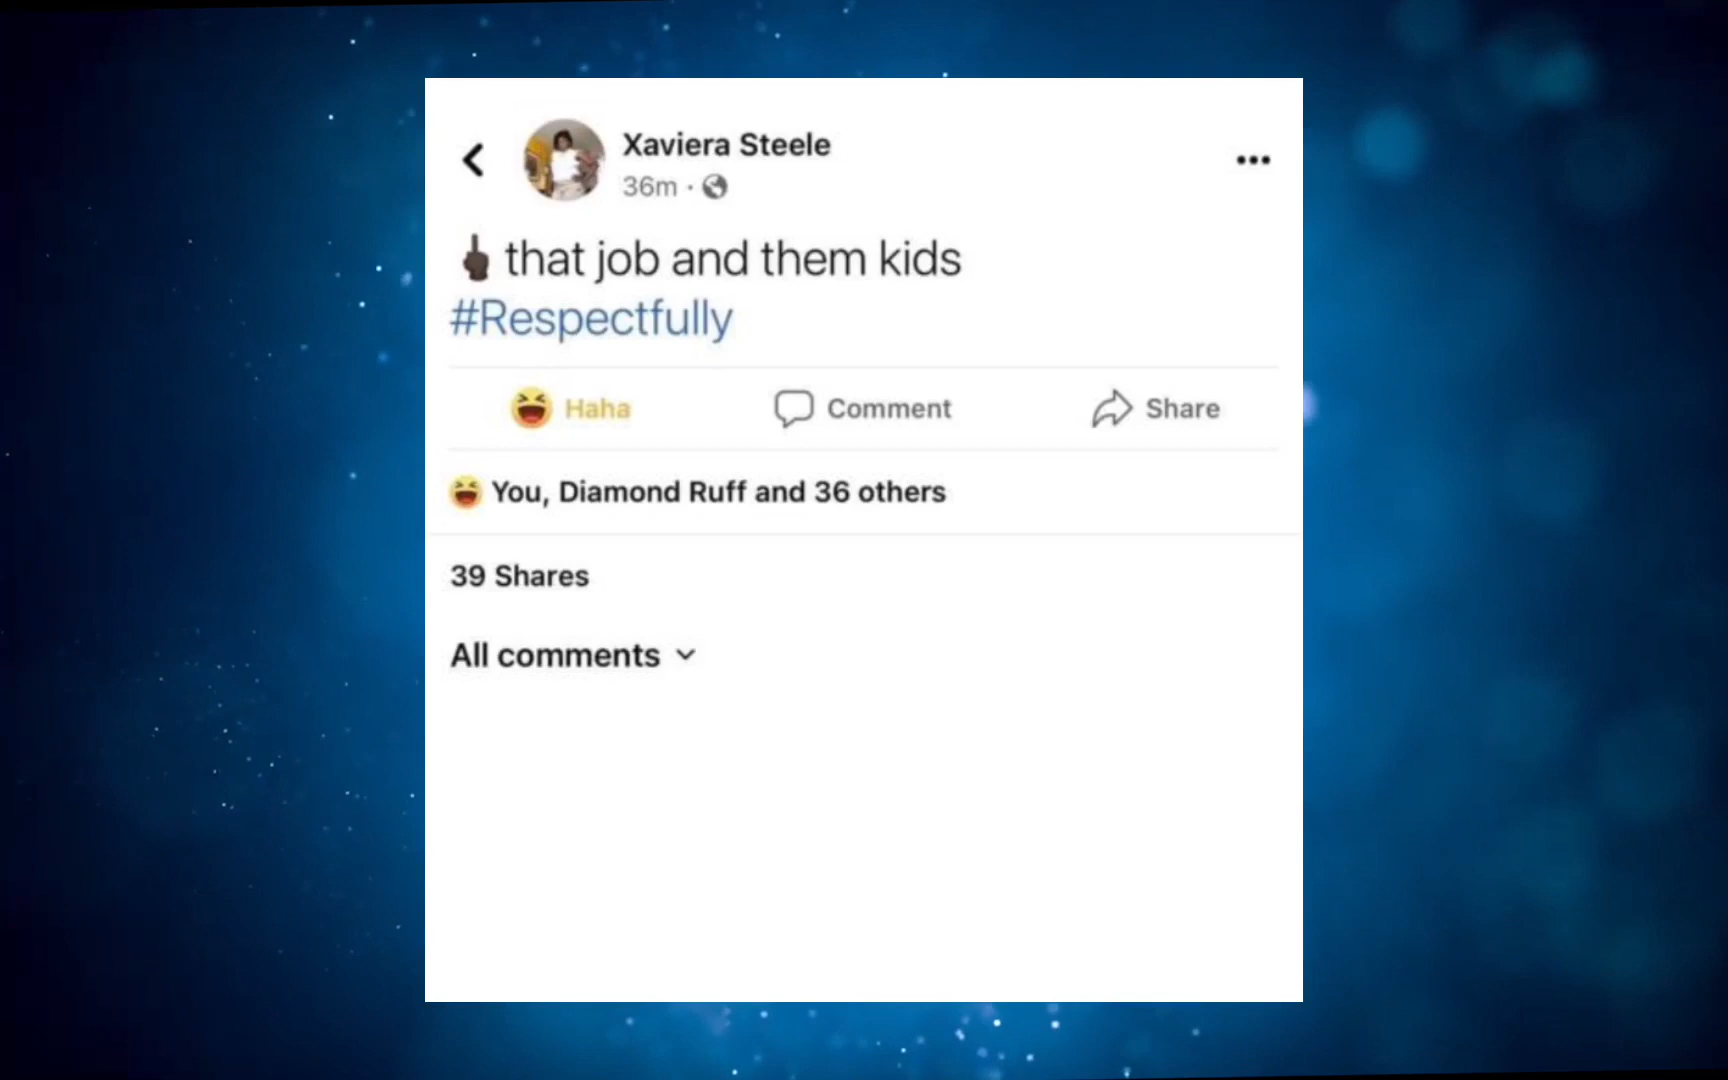 Xaviera Steele
36m ·
🖕🏿 that job and them kids
#Respectfully
Haha
Comment
Share
You, Diamond Ruff and 36 others
39 Shares
All comments